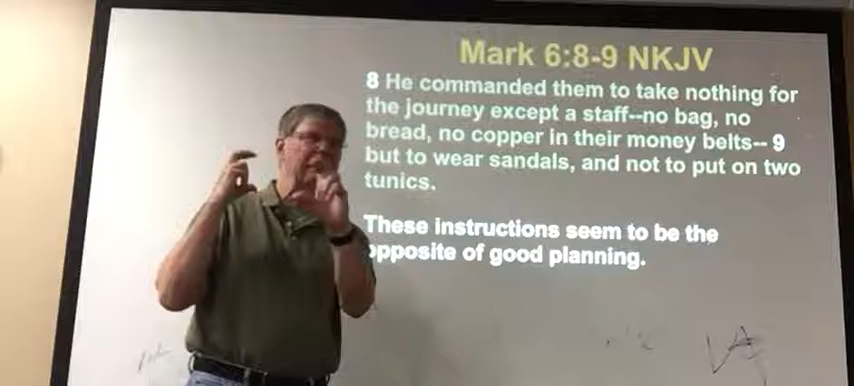 Mark 6:8-9 NKJV
8 He commanded them to take nothing for
the journey except a staff--no bag, no
bread, no copper in their money belts-- 9
but to wear sandals, and not to put on two
tunics.
These instructions seem to be the
opposite of good planning.